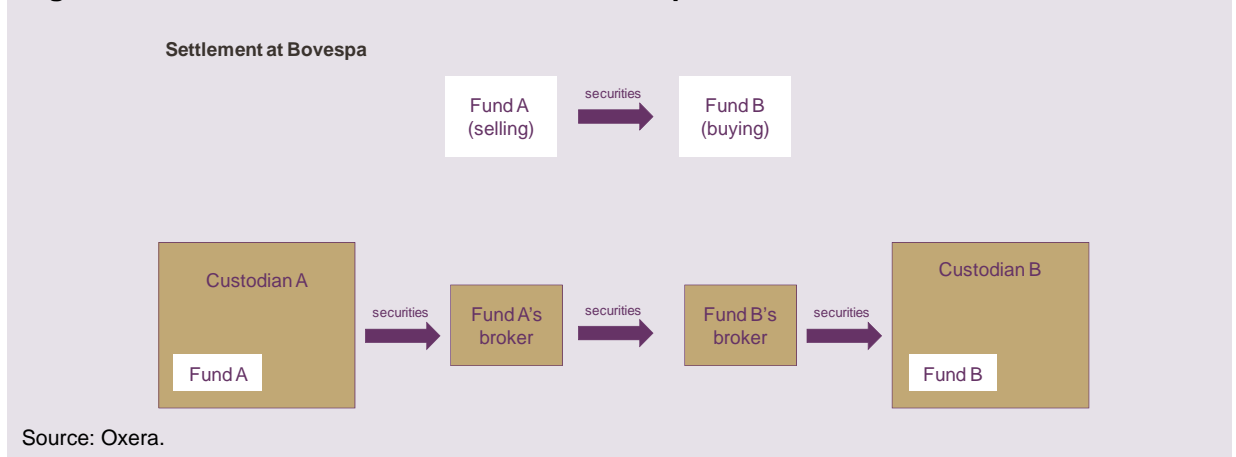 Settlement at Bovespa
securities
Fund A
(selling)
Fund B
(buying)
Custodian A
Fund A
securities
Fund A's
broker
securities
Fund B's
broker
securities
Custodian B
Fund B
Source: Oxera.